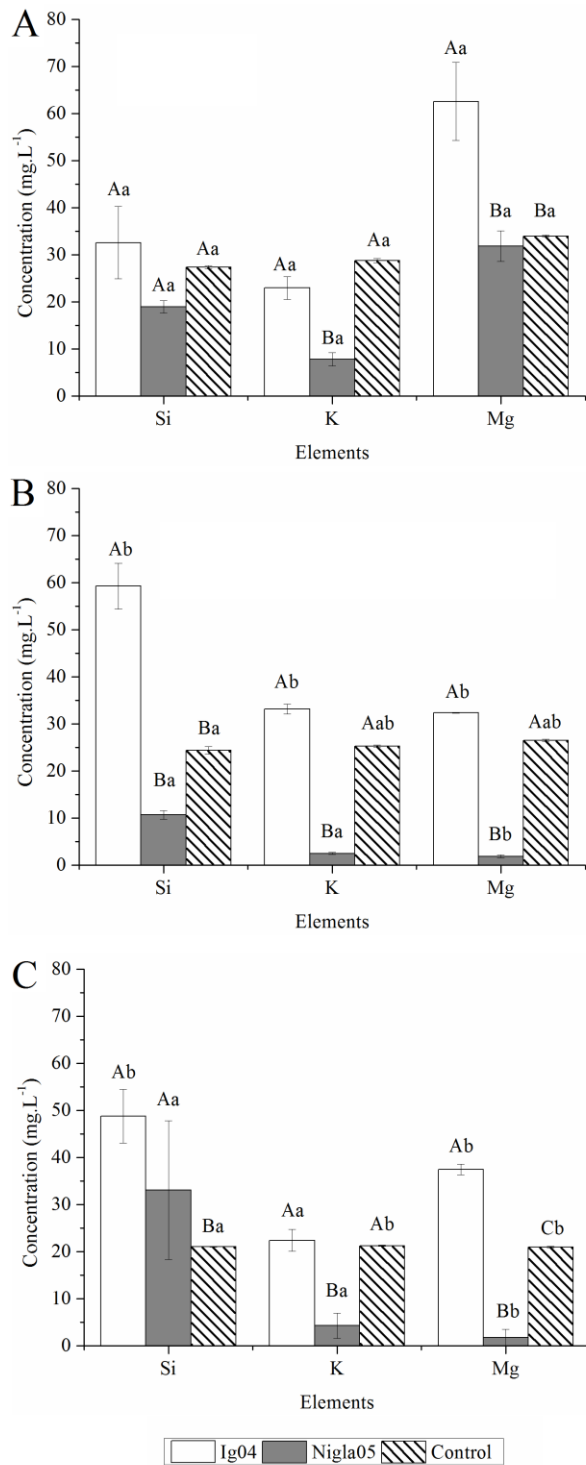 A
Concentration (mg.L-1)
80
70
60
50
40
30
20
10
0
Aa Aa Aa Aa Ba Aa Aa Ba Ba
Si K Mg
Elements
B
Concentration (mg.L-1)
80
70
60
50
40
30
20
10
0
Ab Ba Ba Ab Ba Aab Ab Bb Aab
Si K Mg
Elements
C
Concentration (mg.L-1)
80
70
60
50
40
30
20
10
0
Ab Aa Ba Aa Ba Ab Ab Bb Cb
Si K Mg
Elements
Ig04 Nigla05 Control